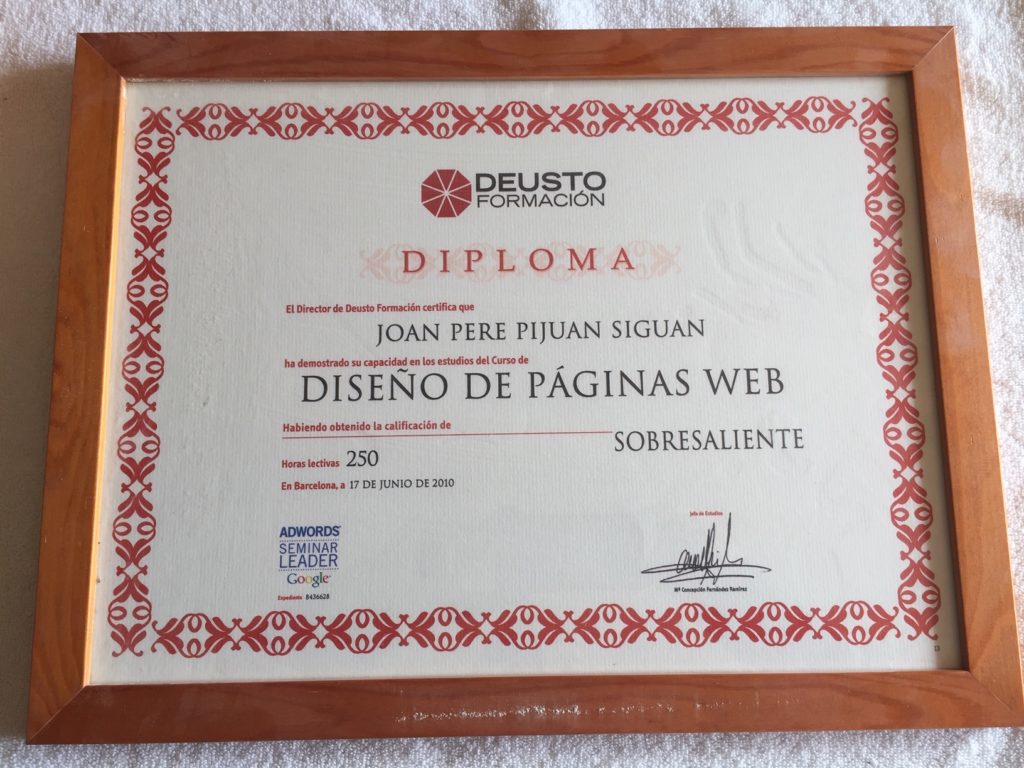 DEUSTO
FORMACIÓN
DIPLOMA
El Director de Deusto Formación certifica que
JOAN PERE PIJUAN SIGUAN
ha demostrado su capacidad en los estudios del Curso de
DISEÑO DE PÁGINAS WEB
Habiendo obtenido la calificación de
SOBRESALIENTE
Horas lectivas 250
En Barcelona, a 17 DE JUNIO DE 2010
ADWORDS
SEMINAR
LEADER
Google
Expediente 8436628
Jefa de Estudios
Mª Concepción Fernández Ramírez